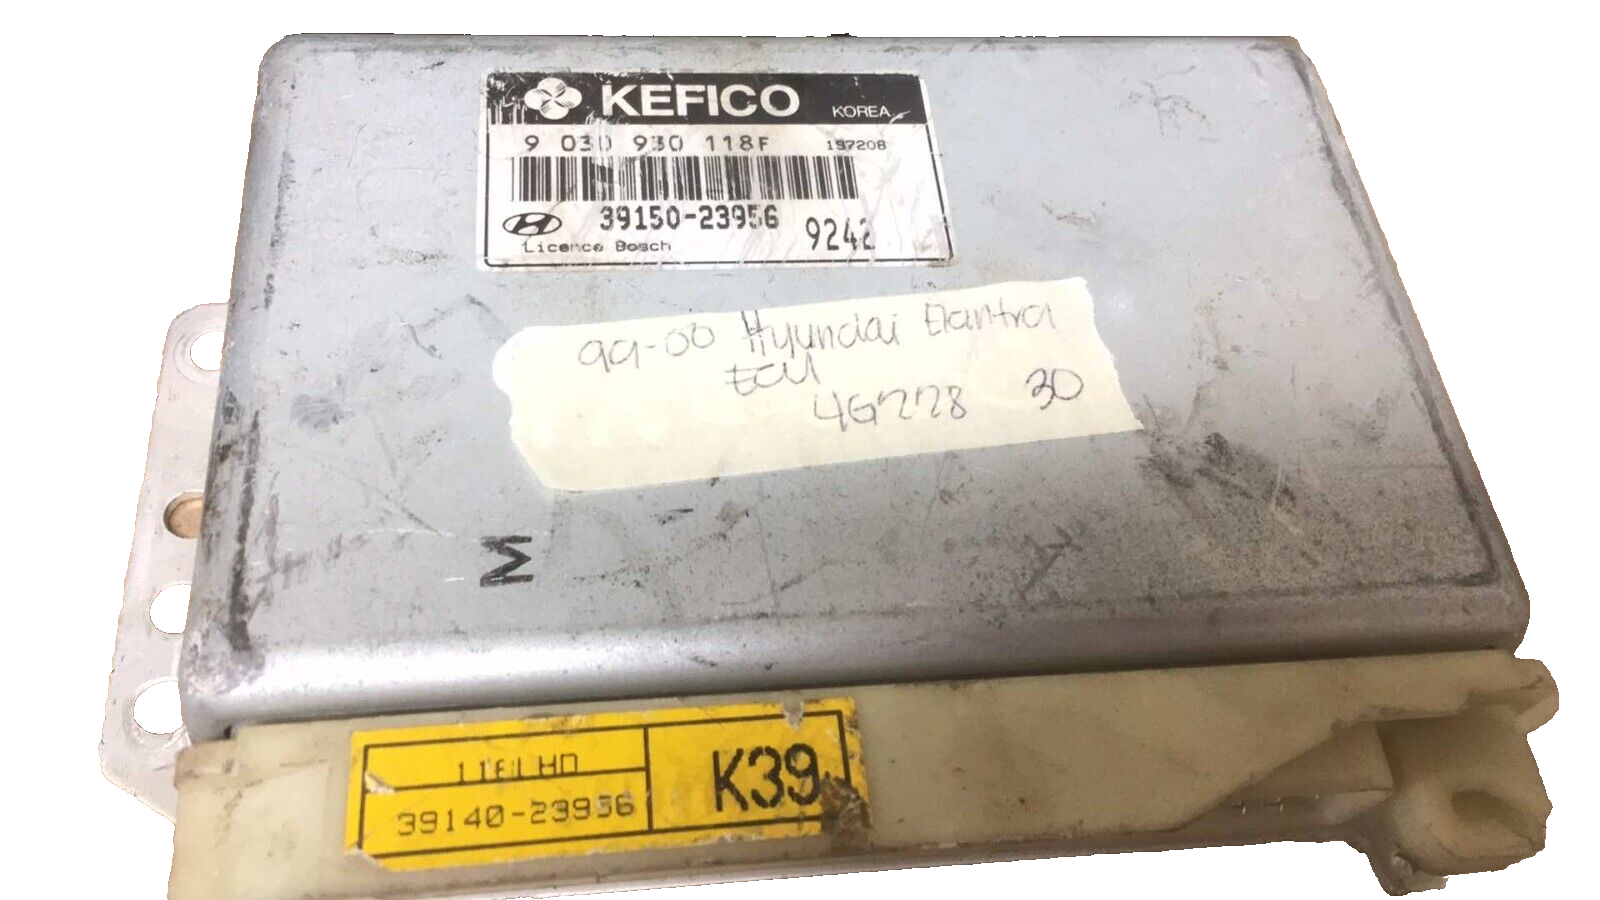 KEFICO KOREA
9 030 930 118F 197208
39150-23956 9242
Licence Bosch
99-00 Hyundai Elantra
ECU
4G228 30
M
K39
39140-23956